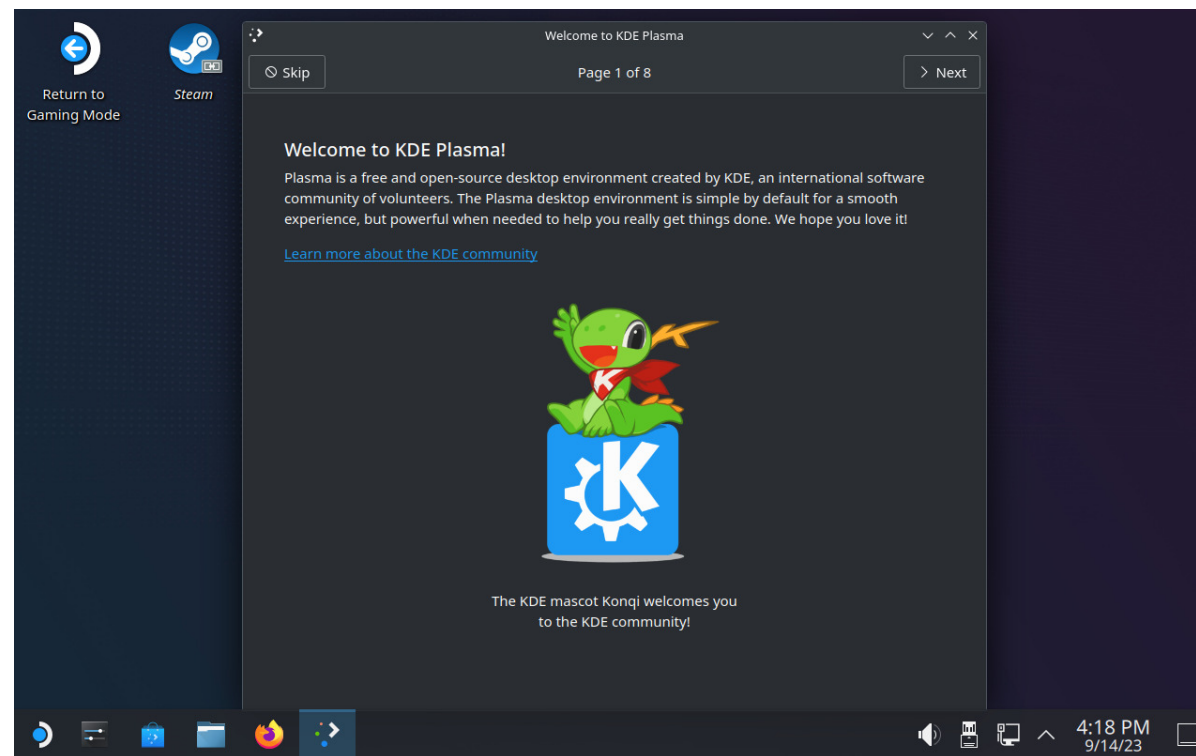 Return to
Gaming Mode
Steam
Welcome to KDE Plasma
Skip
Page 1 of 8
Next
Welcome to KDE Plasma!
Plasma is a free and open-source desktop environment created by KDE, an international software
community of volunteers. The Plasma desktop environment is simple by default for a smooth
experience, but powerful when needed to help you really get things done. We hope you love it!
Learn more about the KDE community
K
K
The KDE mascot Konqi welcomes you
to the KDE community!
4:18 PM
9/14/23